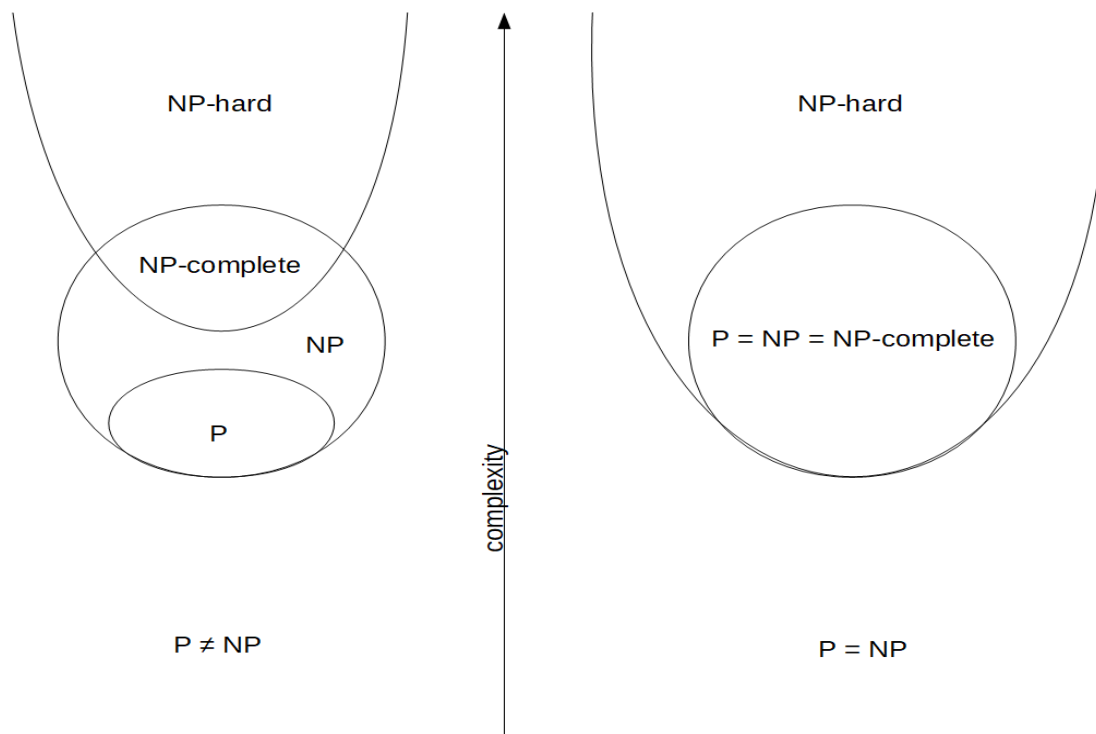 NP-hard
NP-complete
NP
P
P ≠ NP
complexity
NP-hard
P = NP = NP-complete
P = NP